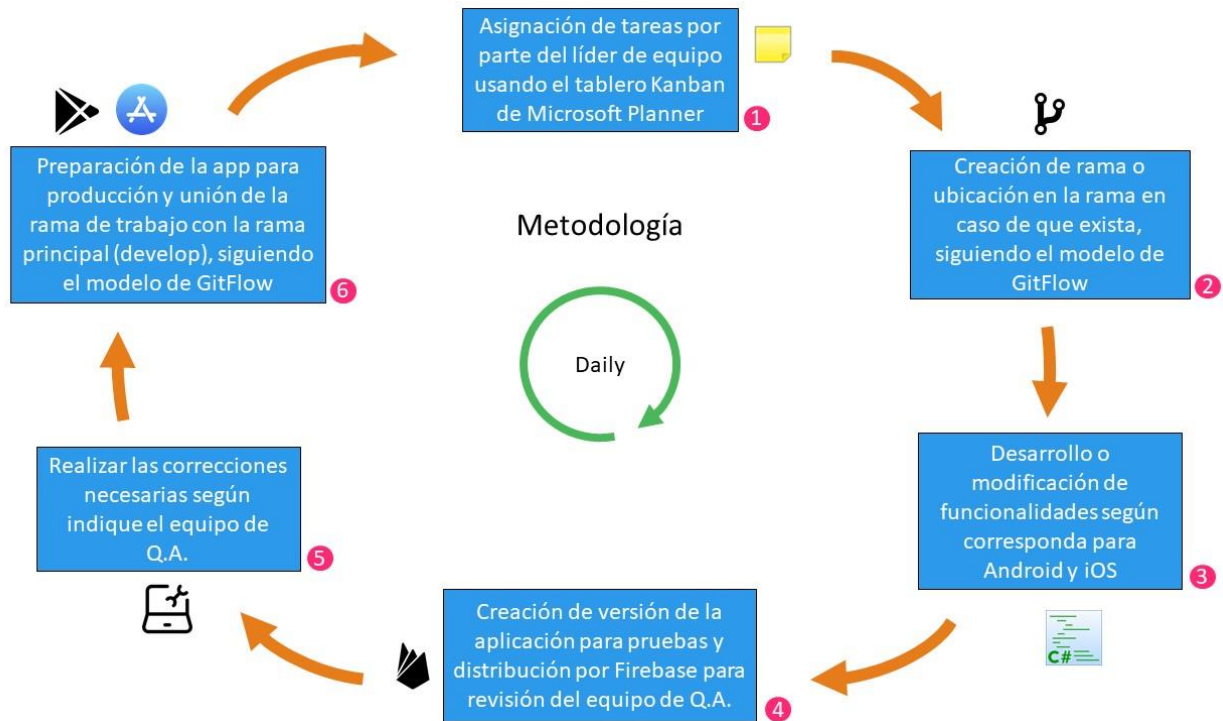 Asignación de tareas por
parte del líder de equipo
usando el tablero Kanban
de Microsoft Planner
1
Creación de rama o
ubicación en la rama en
caso de que exista,
siguiendo el modelo de
GitFlow
2
Desarrollo o
modificación de
funcionalidades según
corresponda para
Android y iOS
3
C#
Creación de versión de la
aplicación para pruebas y
distribución por Firebase para
revisión del equipo de Q.A.
4
Realizar las correcciones
necesarias según
indique el equipo de
Q.A.
5
Preparación de la app para
producción y unión de la
rama de trabajo con la rama
principal (develop), siguiendo
el modelo de GitFlow
6
Metodología
Daily